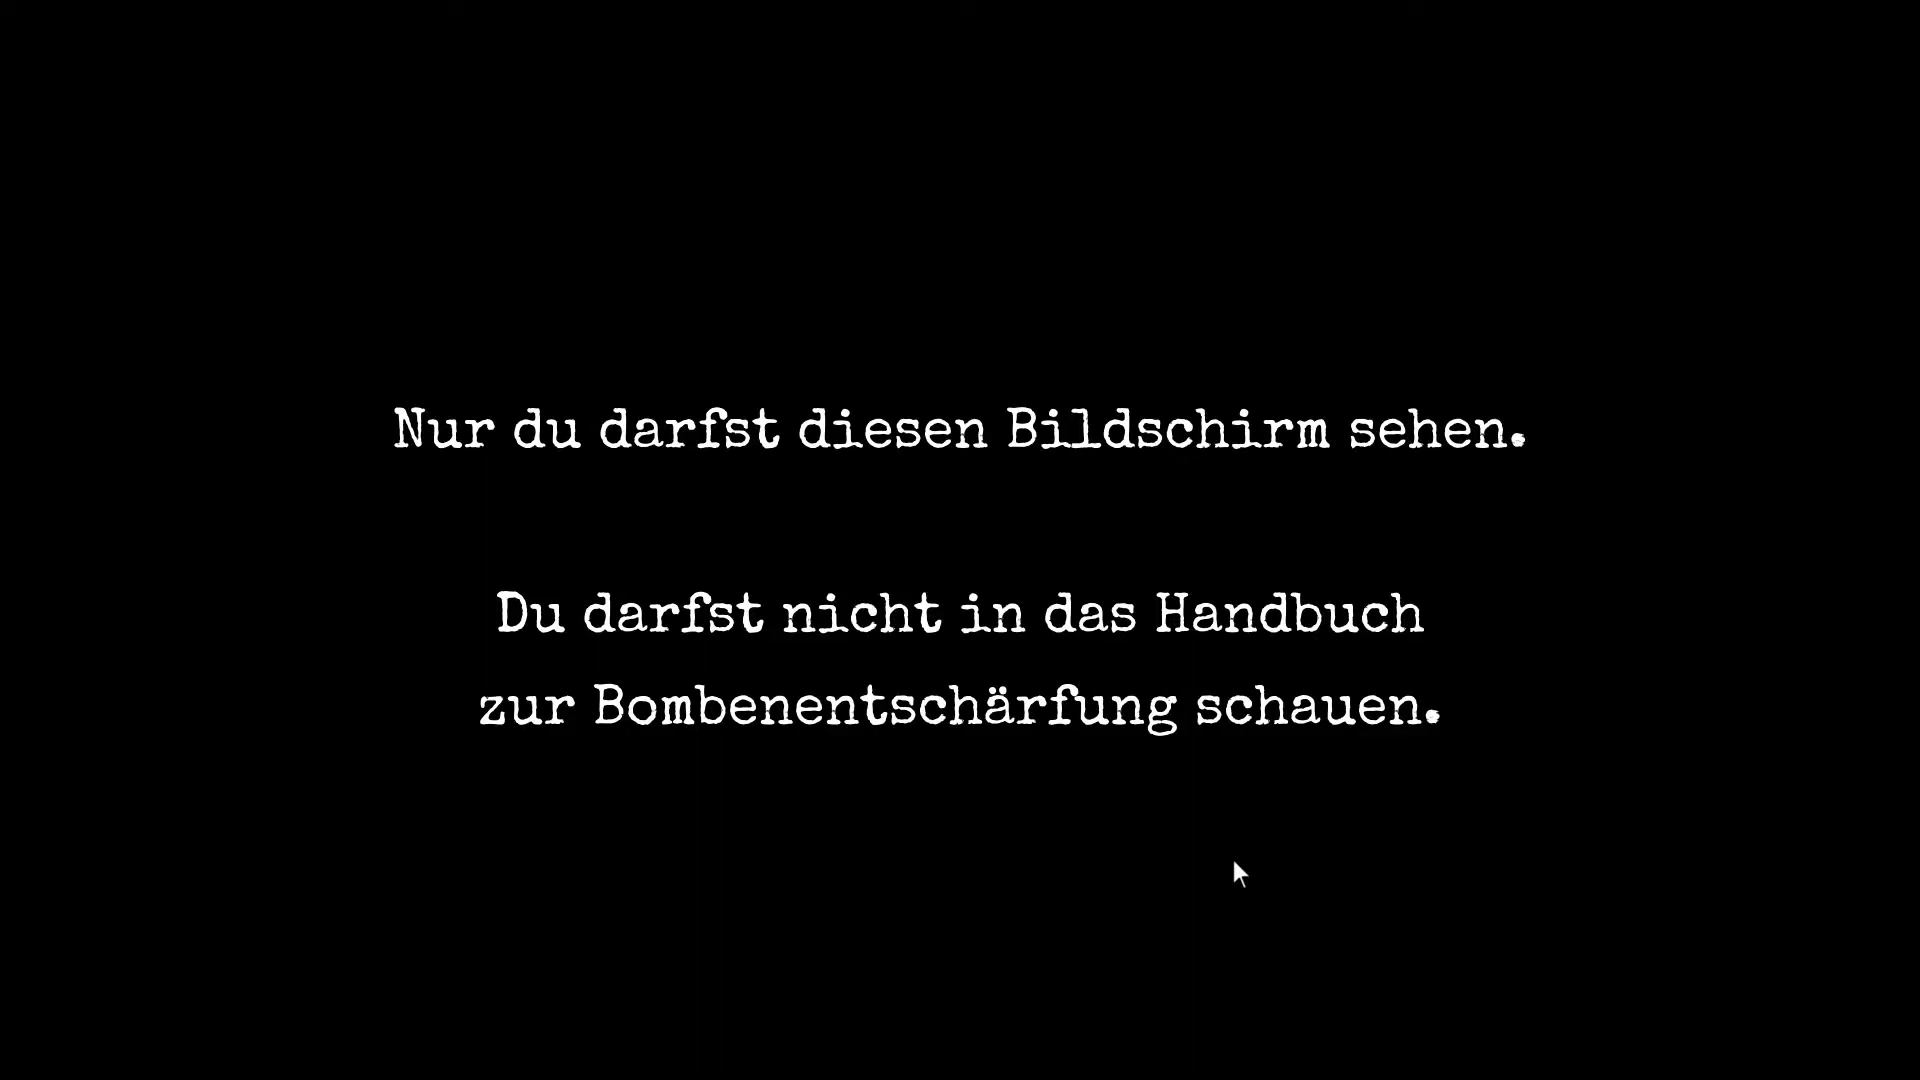 Nur du darfst diesen Bildschirm sehen.
Du darfst nicht in das Handbuch
zur Bombenentschärfung schauen.